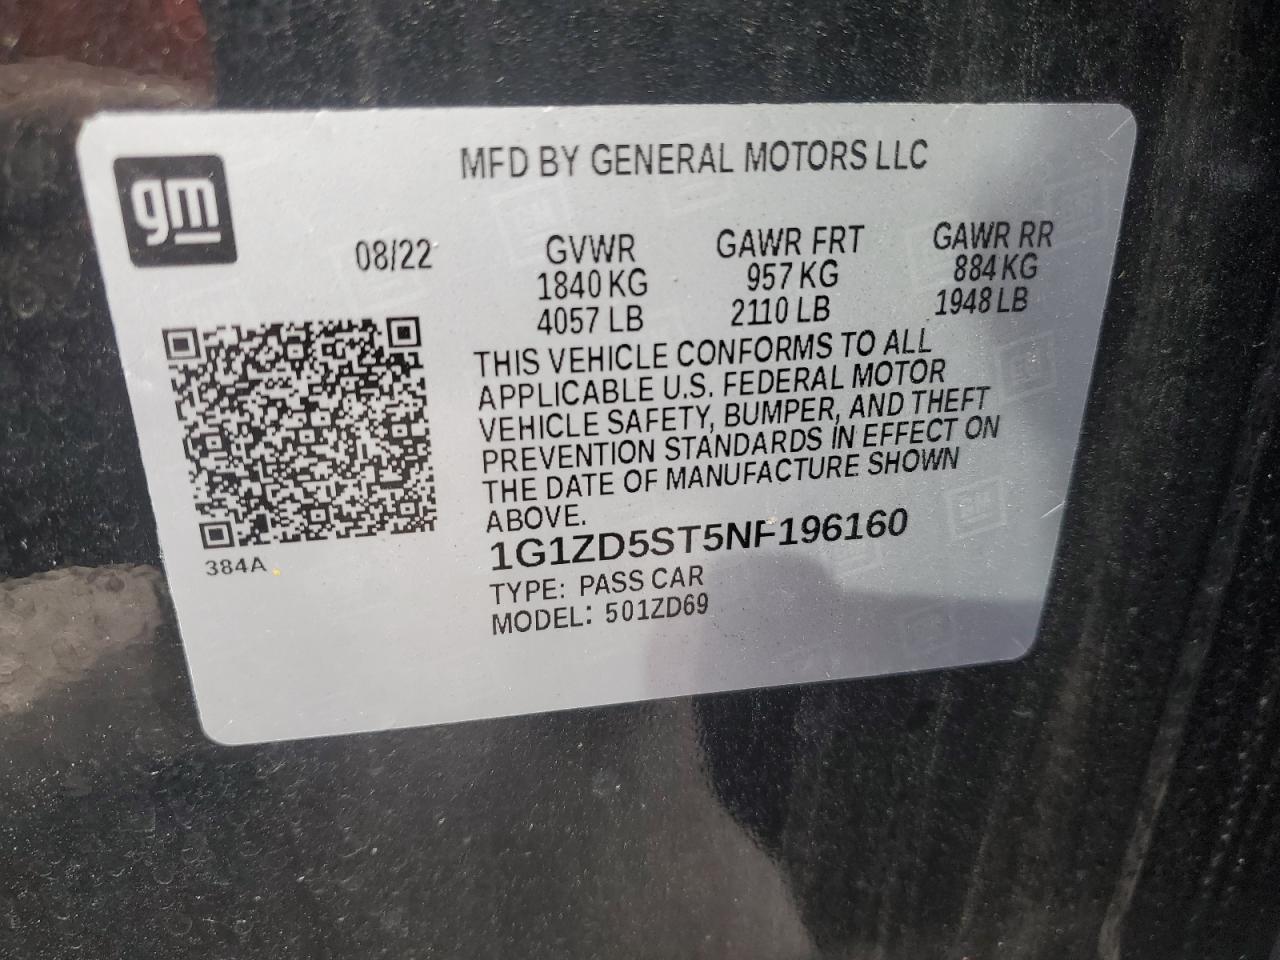 gm
MFD BY GENERAL MOTORS LLC
08/22 GVWR GAWR FRT GAWR RR
1840 KG 957 KG 884 KG
4057 LB 2110 LB 1948 LB
THIS VEHICLE CONFORMS TO ALL
APPLICABLE U.S. FEDERAL MOTOR
VEHICLE SAFETY, BUMPER, AND THEFT
PREVENTION STANDARDS IN EFFECT ON
THE DATE OF MANUFACTURE SHOWN
ABOVE.
384A
1G1ZD5ST5NF196160
TYPE: PASS CAR
MODEL: 501ZD69